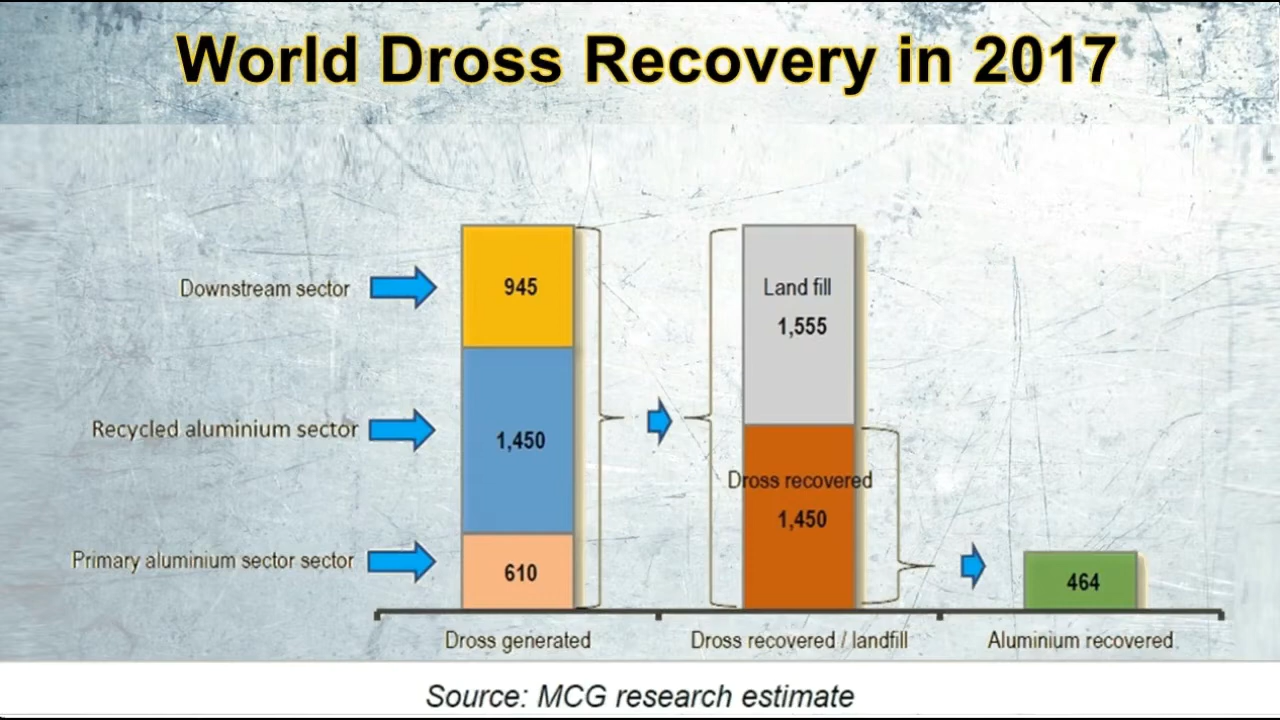 World Dross Recovery in 2017
Downstream sector
945
Recycled aluminium sector
1,450
Primary aluminium sector sector
610
Land fill
1,555
Dross recovered
1,450
464
Dross generated
Dross recovered / landfill
Aluminium recovered
Source: MCG research estimate